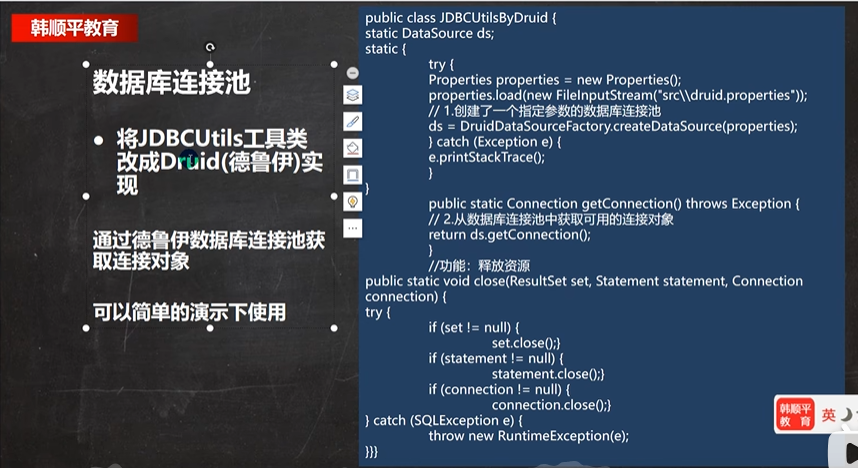 韩顺平教育
数据库连接池
● 将JDBCUtils工具类
改成Druid(德鲁伊)实
现
通过德鲁伊数据库连接池获
取连接对象
可以简单的演示下使用
public class JDBCUtilsByDruid {
static DataSource ds;
static {
try {
Properties properties = new Properties();
properties.load(new FileInputStream("src\\druid.properties"));
// 1.创建了一个指定参数的数据库连接池
ds = DruidDataSourceFactory.createDataSource(properties);
} catch (Exception e) {
e.printStackTrace();
}
}
public static Connection getConnection() throws Exception {
// 2.从数据库连接池中获取可用的连接对象
return ds.getConnection();
}
//功能：释放资源
public static void close(ResultSet set, Statement statement, Connection
connection) {
try {
if (set != null) {
set.close();}
if (statement != null) {
statement.close();}
if (connection != null) {
connection.close();}
} catch (SQLException e) {
throw new RuntimeException(e);
}}}
韩顺平
教 育
英